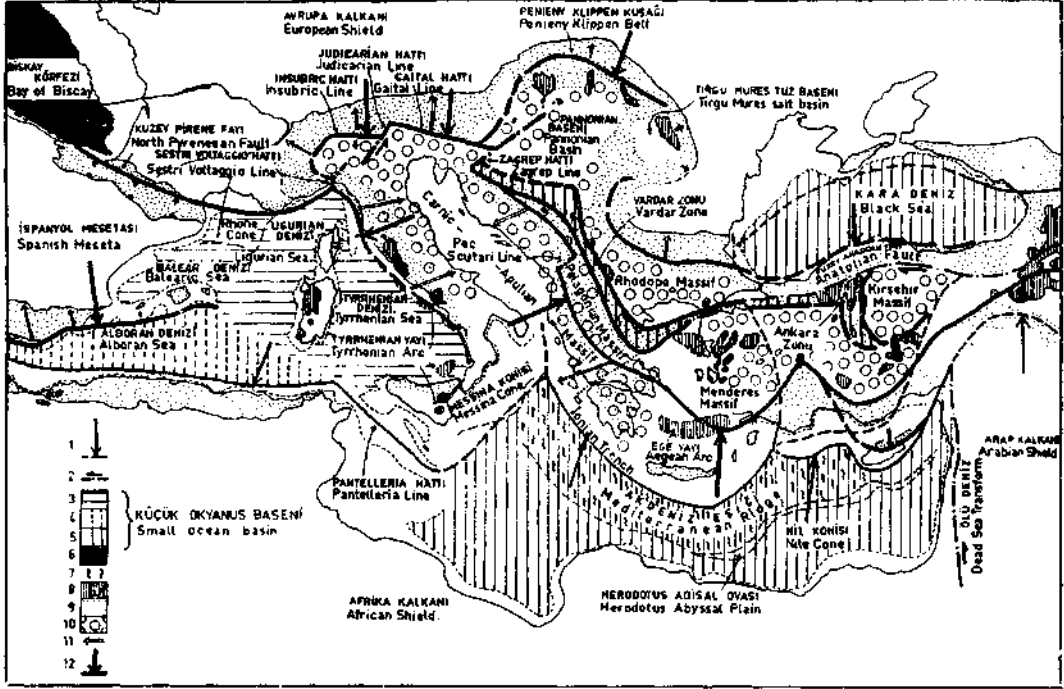 AVRUPA KALKANI
European Shield
PENIENY KLIPPEN KUŞAĞI
Penieny Klippen Belt
JUDICARIAN HATTI
Judicarian Line
INSUBRIC HATTI
Insubric Line
GAITAL HATTI
Gaital Line
BISKAY
KÖRFEZİ
Bay of Biscay
TIRGU MURES TUZ BASENİ
Tirgu Mures salt basin
KUZEY PİRENE FAYI
North Pyrenean Fault
PANNONIAN
BASENİ
Pannonian
Basin
SESTRI VOLTAGGIO HATTI
Sestri Voltaggio Line
ZAGREP HATTI
Zagrep Line
VARDAR ZONU
Vardar Zone
KARA DENİZ
Black Sea
İSPANYOL MESETASI
Spanish Meseta
Rhone
Cone
LIGURIAN DENİZİ
Ligurian Sea
Carnic
Apulian
Pec
Scutari Line
BALEAR DENİZİ
Balearic Sea
Anatolian Fault
Rhodope Massif
Kırşehir
Massif
Pelagonian Massif
TYRRHENIAN
DENİZİ
Tyrrhenian Sea
ALBORAN DENİZİ
Alboran Sea
Ankara
Zonu
TYRRHENIAN YAYI
Tyrrhonian Arc
Massif
Menderes
Massif
MESSINA KONİSİ
Messina Cone
Ionian Trench
EGE YAYI
Aegean Arc
ARAP KALKANI
Arabian Shield
PANTELLERIA HATTI
Pantelleria Line
AKDENİZ
Mediterranean Ridge
NİL KONİSİ
Nile Cone
ÖLÜ DENİZ
Dead Sea Transform
HERODOTUS ABİSAL OVASI
Herodotus Abyssal Plain
AFRİKA KALKANI
African Shield.
1
2
3
4
5
6
7
8
9
10
11
12
KÜÇÜK OKYANUS BASENİ
Small ocean basin